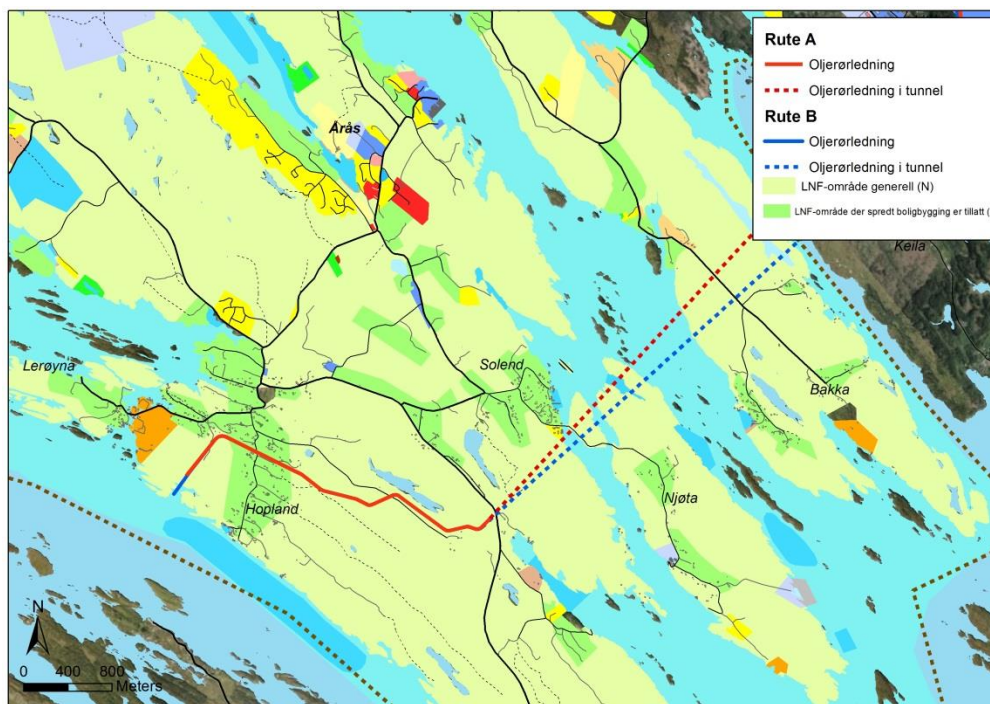 Rute A
Oljerørledning
Oljerørledning i tunnel
Rute B
Oljerørledning
Oljerørledning i tunnel
LNF-område generell (N)
LNF-område der spredt boligbygging er tillatt (
Årås
Keila
Lerøyna
Solend
Bakka
Njøta
Hopland
N
0 400 800
Meters